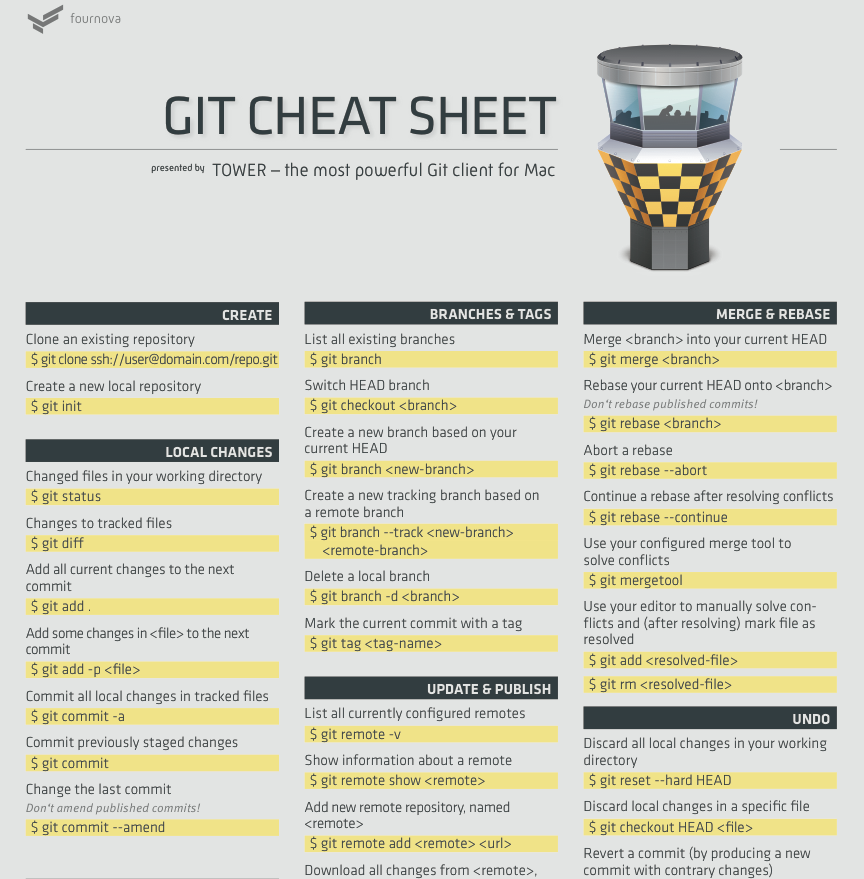 fournova
GIT CHEAT SHEET
presented by TOWER – the most powerful Git client for Mac
CREATE
Clone an existing repository
$ git clone ssh://user@domain.com/repo.git
Create a new local repository
$ git init
LOCAL CHANGES
Changed files in your working directory
$ git status
Changes to tracked files
$ git diff
Add all current changes to the next
commit
$ git add .
Add some changes in <file> to the next
commit
$ git add -p <file>
Commit all local changes in tracked files
$ git commit -a
Commit previously staged changes
$ git commit
Change the last commit
Don't amend published commits!
$ git commit --amend
BRANCHES & TAGS
List all existing branches
$ git branch
Switch HEAD branch
$ git checkout <branch>
Create a new branch based on your
current HEAD
$ git branch <new-branch>
Create a new tracking branch based on
a remote branch
$ git branch --track <new-branch>
<remote-branch>
Delete a local branch
$ git branch -d <branch>
Mark the current commit with a tag
$ git tag <tag-name>
UPDATE & PUBLISH
List all currently configured remotes
$ git remote -v
Show information about a remote
$ git remote show <remote>
Add new remote repository, named
<remote>
$ git remote add <remote> <url>
Download all changes from <remote>,
MERGE & REBASE
Merge <branch> into your current HEAD
$ git merge <branch>
Rebase your current HEAD onto <branch>
Don't rebase published commits!
$ git rebase <branch>
Abort a rebase
$ git rebase --abort
Continue a rebase after resolving conflicts
$ git rebase --continue
Use your configured merge tool to
solve conflicts
$ git mergetool
Use your editor to manually solve con-
flicts and (after resolving) mark file as
resolved
$ git add <resolved-file>
$ git rm <resolved-file>
UNDO
Discard all local changes in your working
directory
$ git reset --hard HEAD
Discard local changes in a specific file
$ git checkout HEAD <file>
Revert a commit (by producing a new
commit with contrary changes)